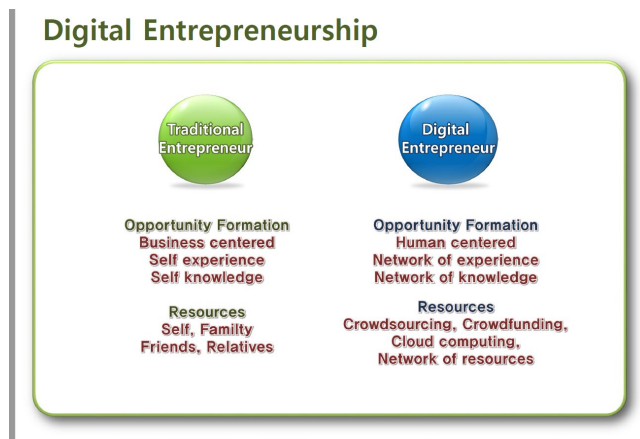 Digital Entrepreneurship
Traditional
Entrepreneur
Opportunity Formation
Business centered
Self experience
Self knowledge
Resources
Self, Familty
Friends, Relatives
Digital
Entrepreneur
Opportunity Formation
Human centered
Network of experience
Network of knowledge
Resources
Crowdsourcing, Crowdfunding,
Cloud computing,
Network of resources